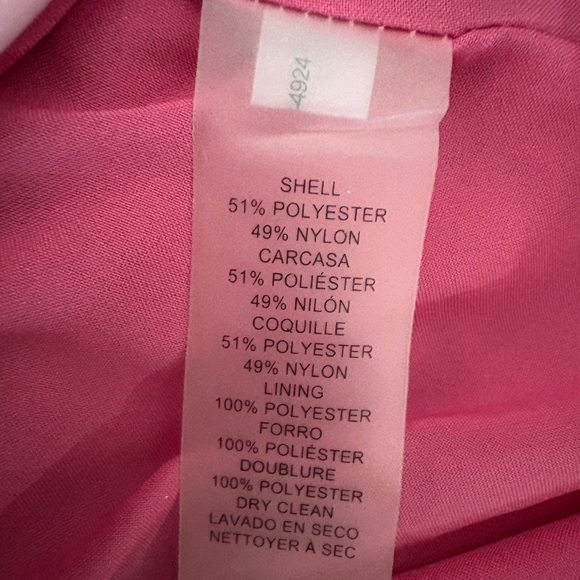 4924
SHELL
51% POLYESTER
49% NYLON
CARCASA
51% POLIÉSTER
49% NILÓN
COQUILLE
51% POLYESTER
49% NYLON
LINING
100% POLYESTER
FORRO
100% POLIÉSTER
DOUBLURE
100% POLYESTER
DRY CLEAN
LAVADO EN SECO
NETTOYER À SEC